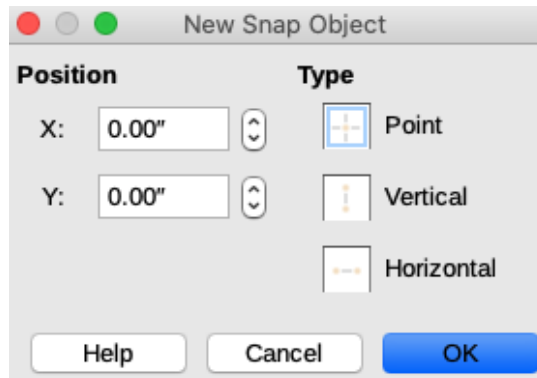 New Snap Object
Position Type
X: 0.00" Point
Y: 0.00" Vertical
Horizontal
Help Cancel OK